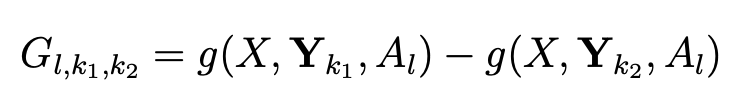 G_{l,k_1,k_2} = g(X, \mathbf{Y}_{k_1}, A_l) - g(X, \mathbf{Y}_{k_2}, A_l)